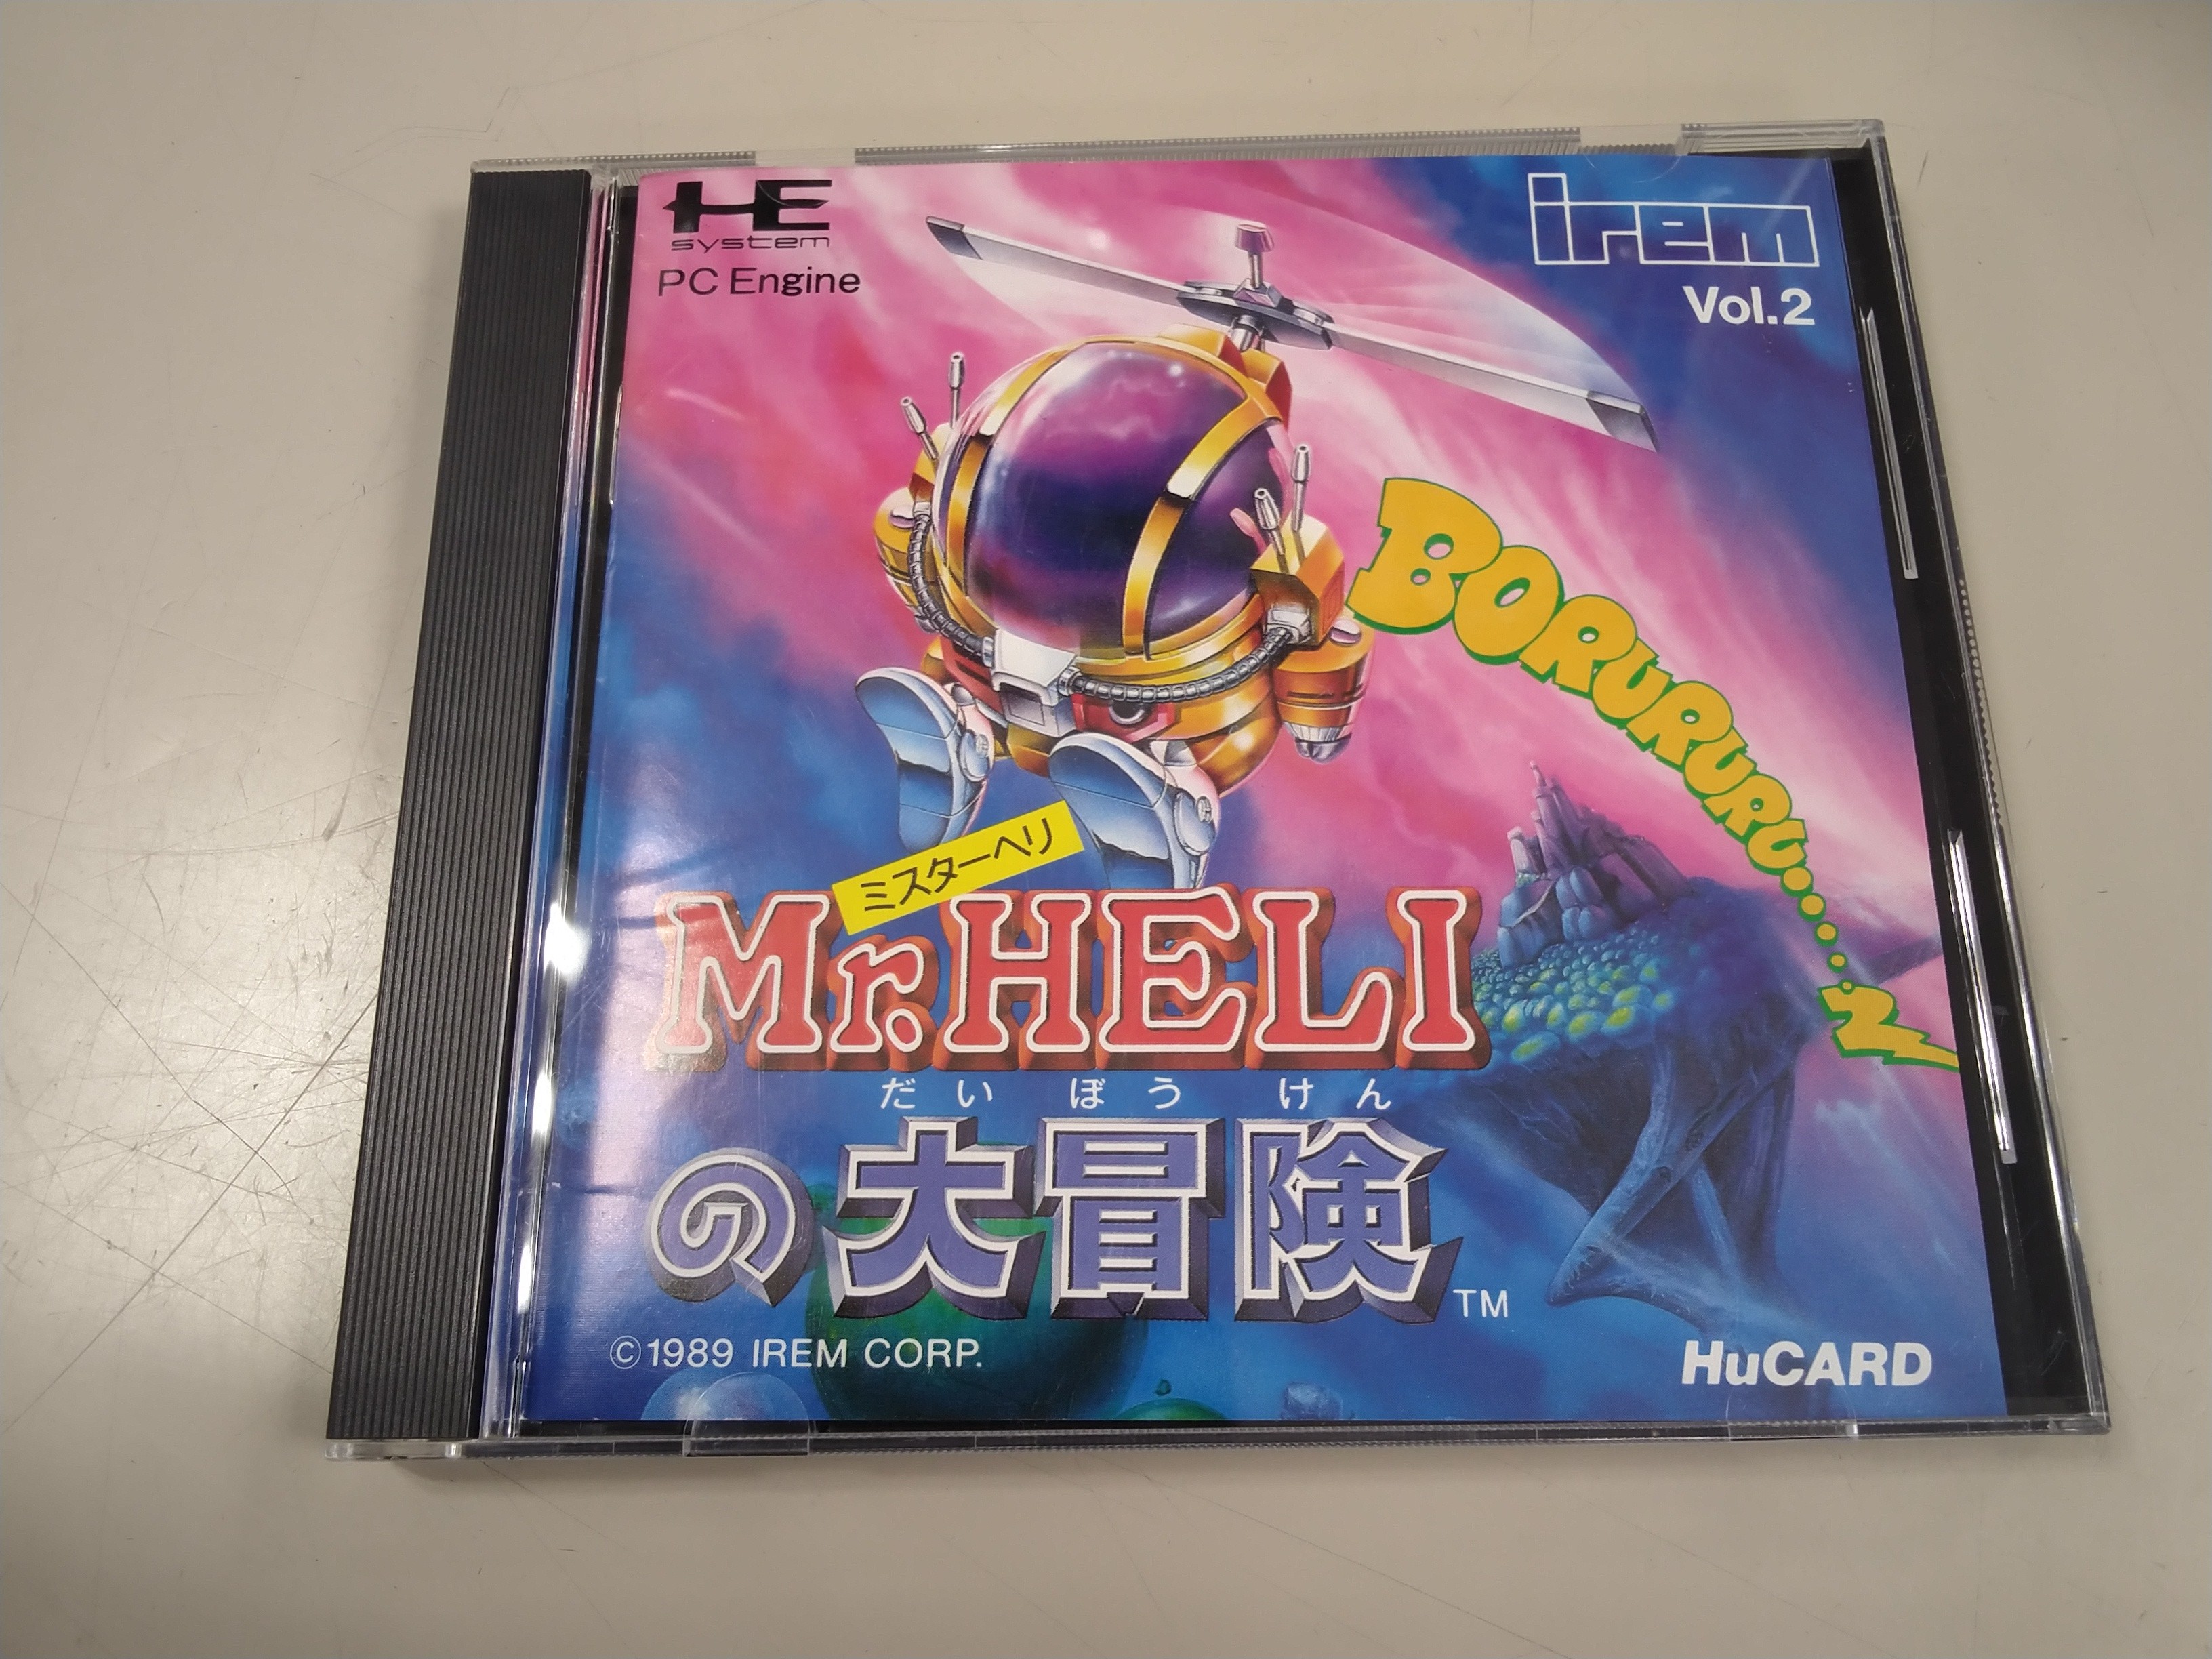 HE
system
PC Engine
irem
Vol.2
BORURURURU......
ミスターヘリ
Mr.HELI
だいぼうけん
の大冒険
TM
©1989 IREM CORP.
HuCARD